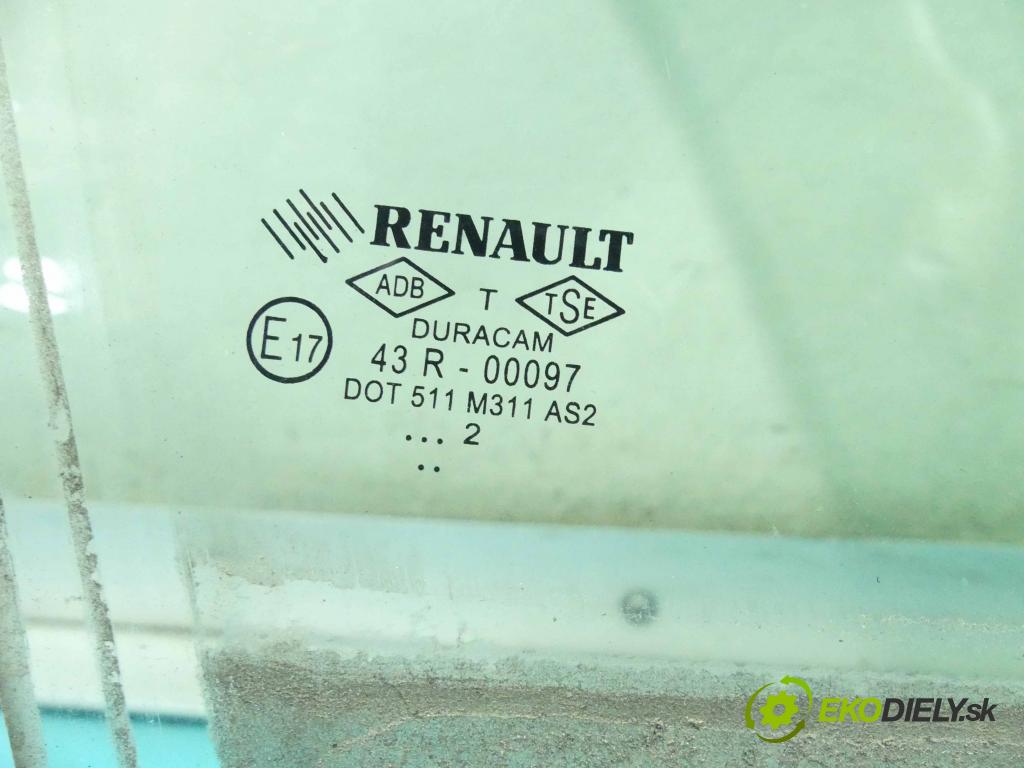 RENAULT
ADB T TSE
DURACAM
E17
43 R - 00097
DOT 511 M311 AS2
... 2
..
EKODIELY.sk